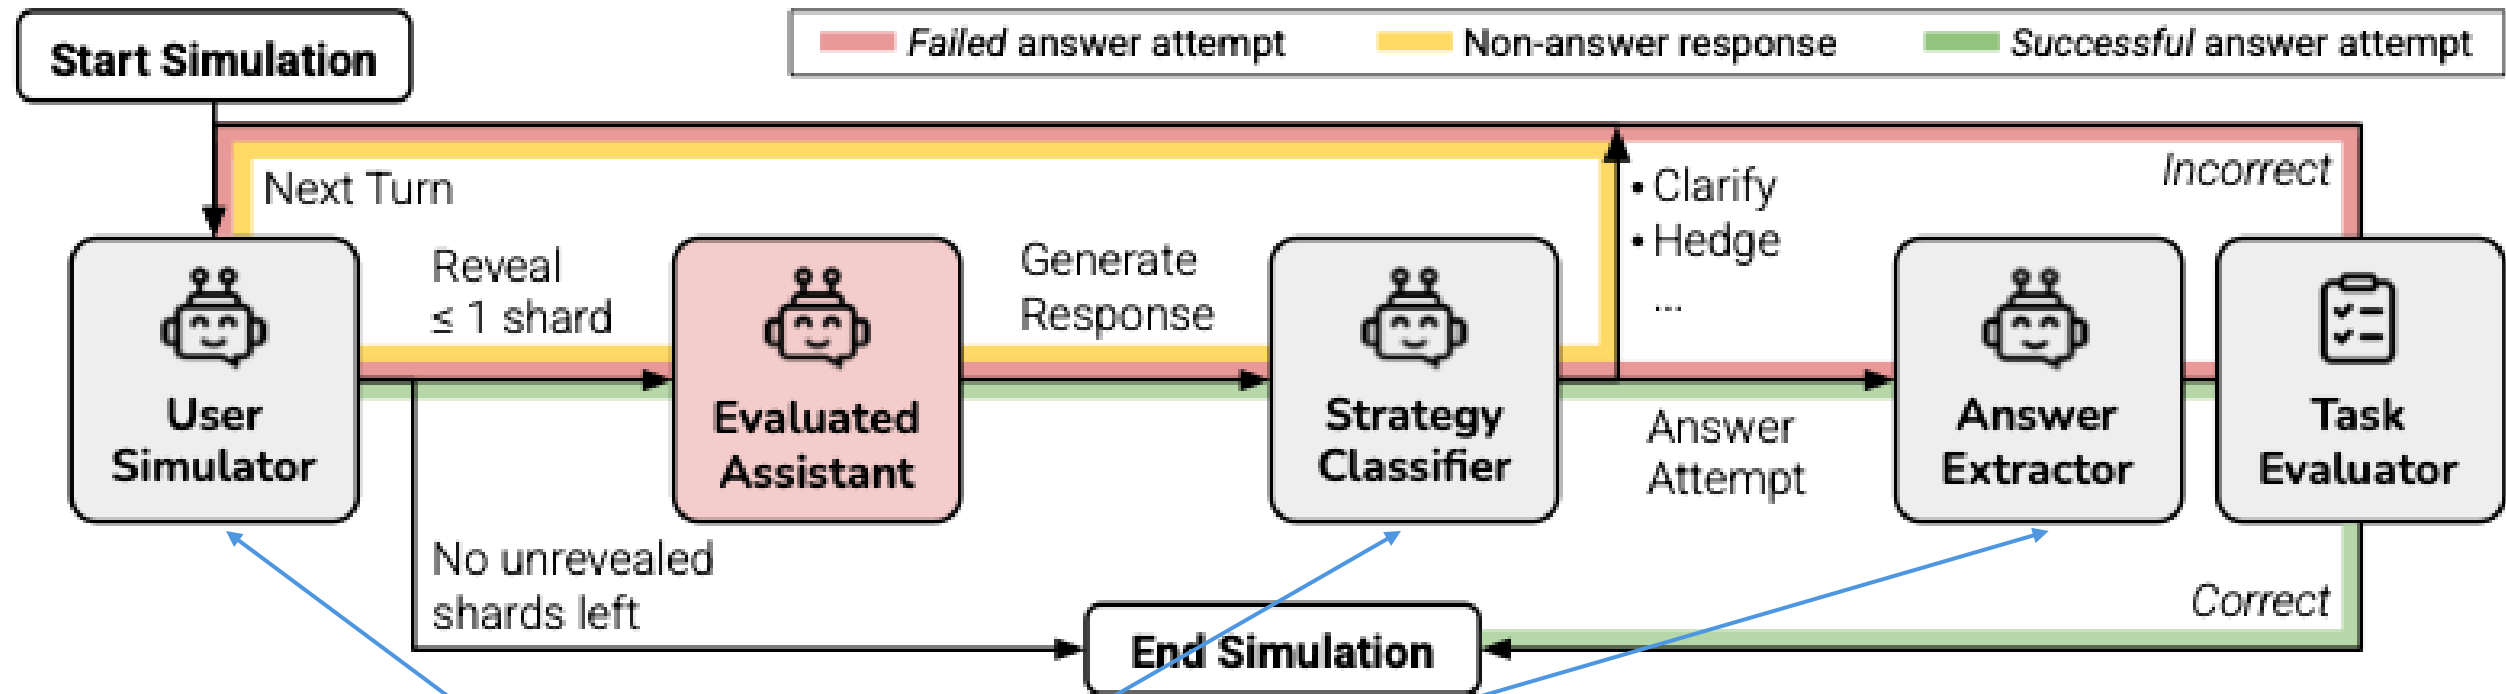 Start Simulation
Failed answer attempt
Non-answer response
Successful answer attempt
Next Turn
Incorrect
• Clarify
• Hedge
...
Reveal
≤ 1 shard
Generate
Response
User
Simulator
Evaluated
Assistant
Strategy
Classifier
Answer
Attempt
Answer
Extractor
Task
Evaluator
No unrevealed
shards left
Correct
End Simulation